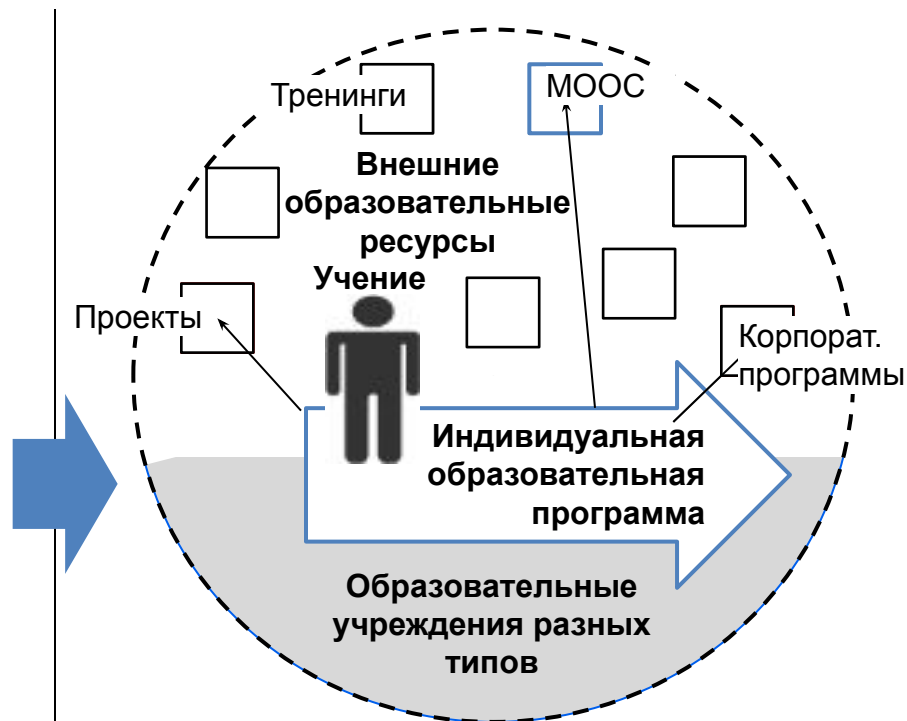 Тренинги
МООС
Внешние
образовательные
ресурсы
Учение
Проекты
Корпорат.
программы
Индивидуальная
образовательная
программа
Образовательные
учреждения разных
типов